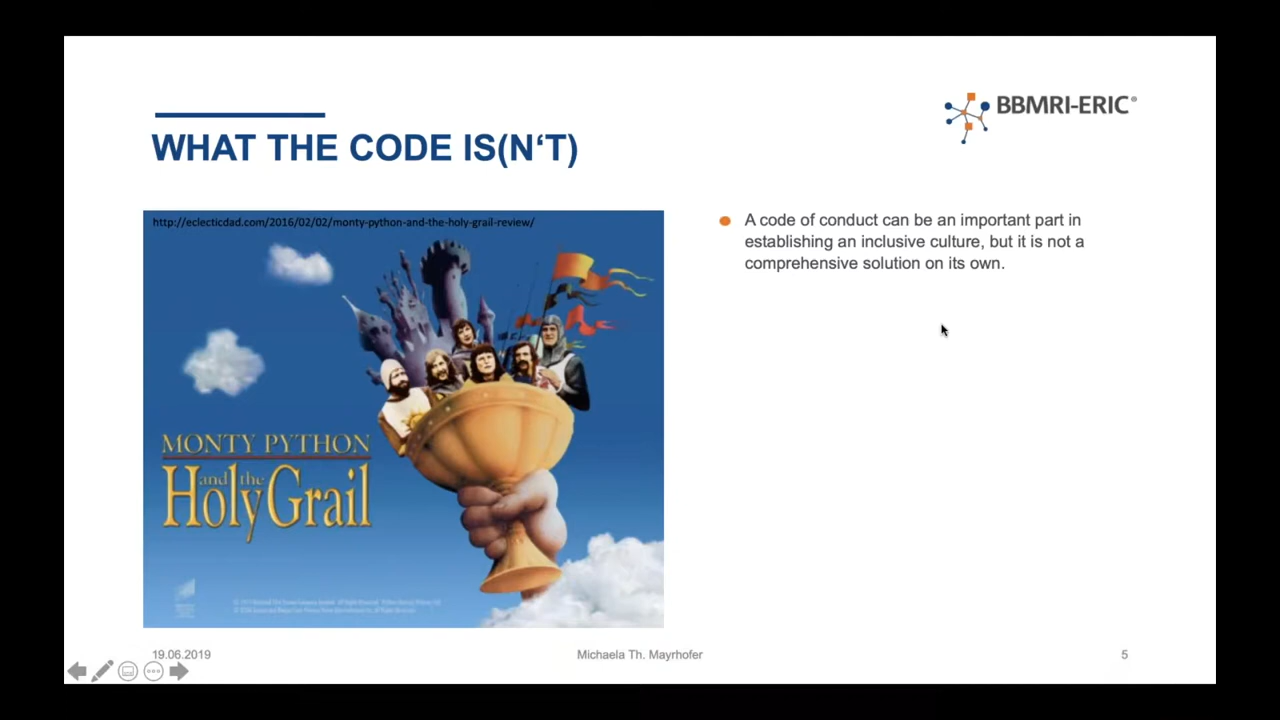 BBMRI-ERIC®
WHAT THE CODE IS(N‘T)
http://eclecticdad.com/2016/02/02/monty-python-and-the-holy-grail-review/
MONTY PYTHON
and the
Holy Grail
A code of conduct can be an important part in
establishing an inclusive culture, but it is not a
comprehensive solution on its own.
19.06.2019
Michaela Th. Mayrhofer
5